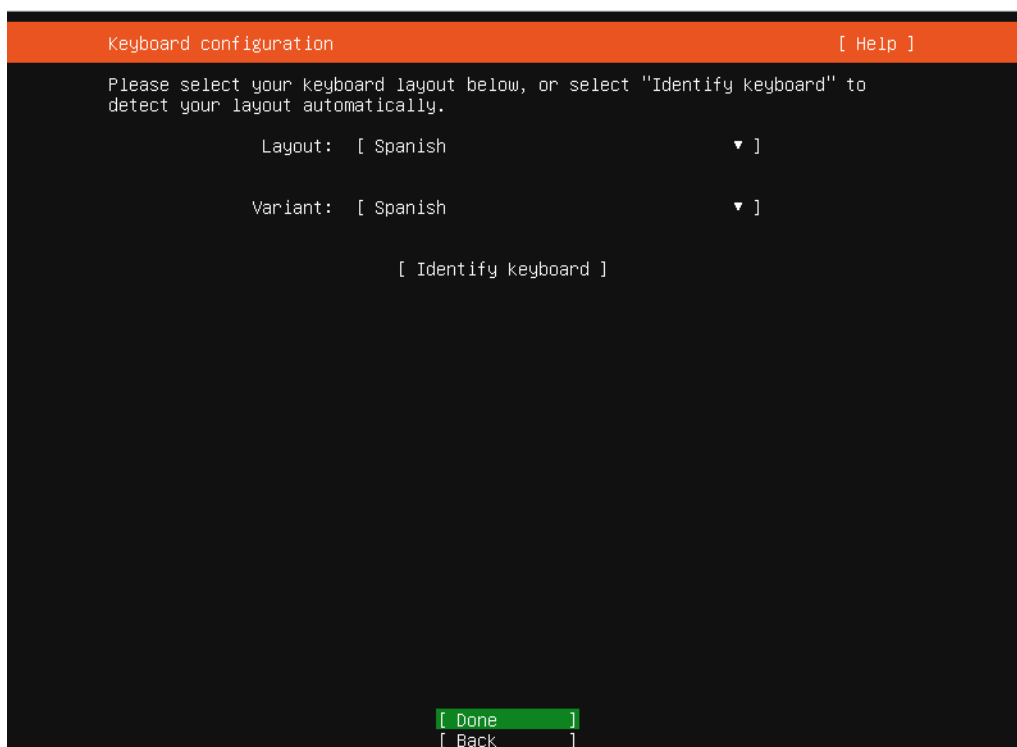 Keyboard configuration [ Help ]
Please select your keyboard layout below, or select "Identify keyboard" to
detect your layout automatically.
Layout: [ Spanish ▾ ]
Variant: [ Spanish ▾ ]
[ Identify keyboard ]
[ Done ]
[ Back ]